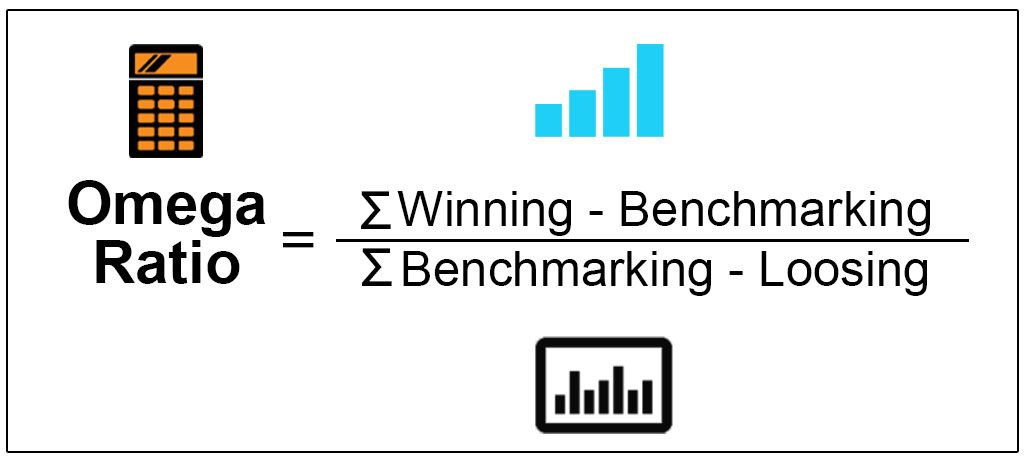 Omega
Ratio
=
Σ Winning - Benchmarking
Σ Benchmarking - Loosing